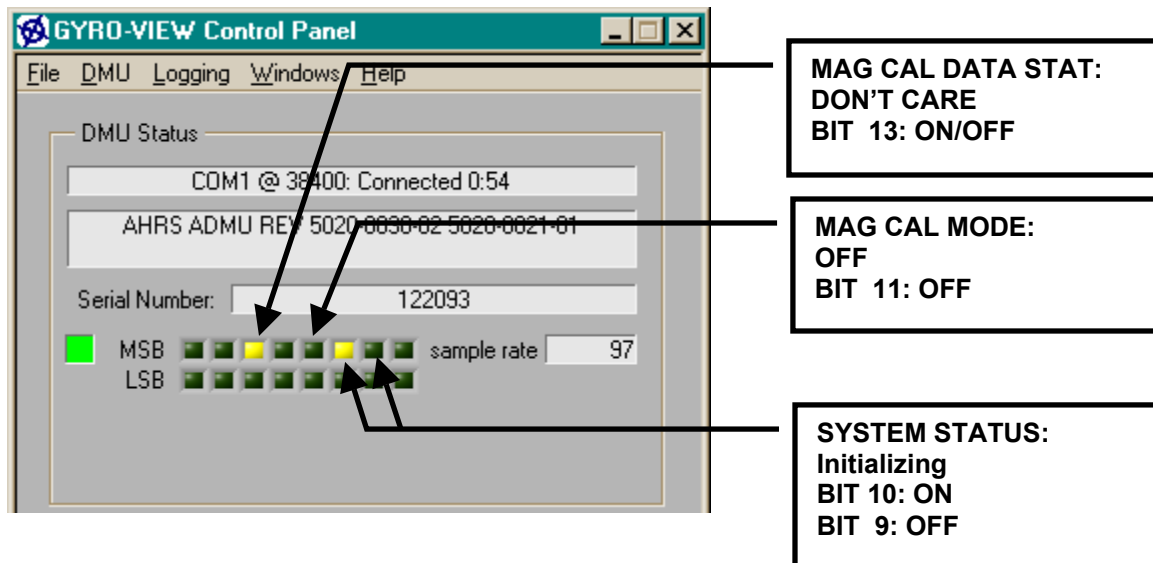 GYRO-VIEW Control Panel
File DMU Logging Windows Help
DMU Status
COM1 @ 38400: Connected 0:54
AHRS ADMU REV 5020-0030-02 5020-0021-01
Serial Number: 122093
MSB sample rate 97
LSB
MAG CAL DATA STAT:
DON'T CARE
BIT 13: ON/OFF
MAG CAL MODE:
OFF
BIT 11: OFF
SYSTEM STATUS:
Initializing
BIT 10: ON
BIT 9: OFF